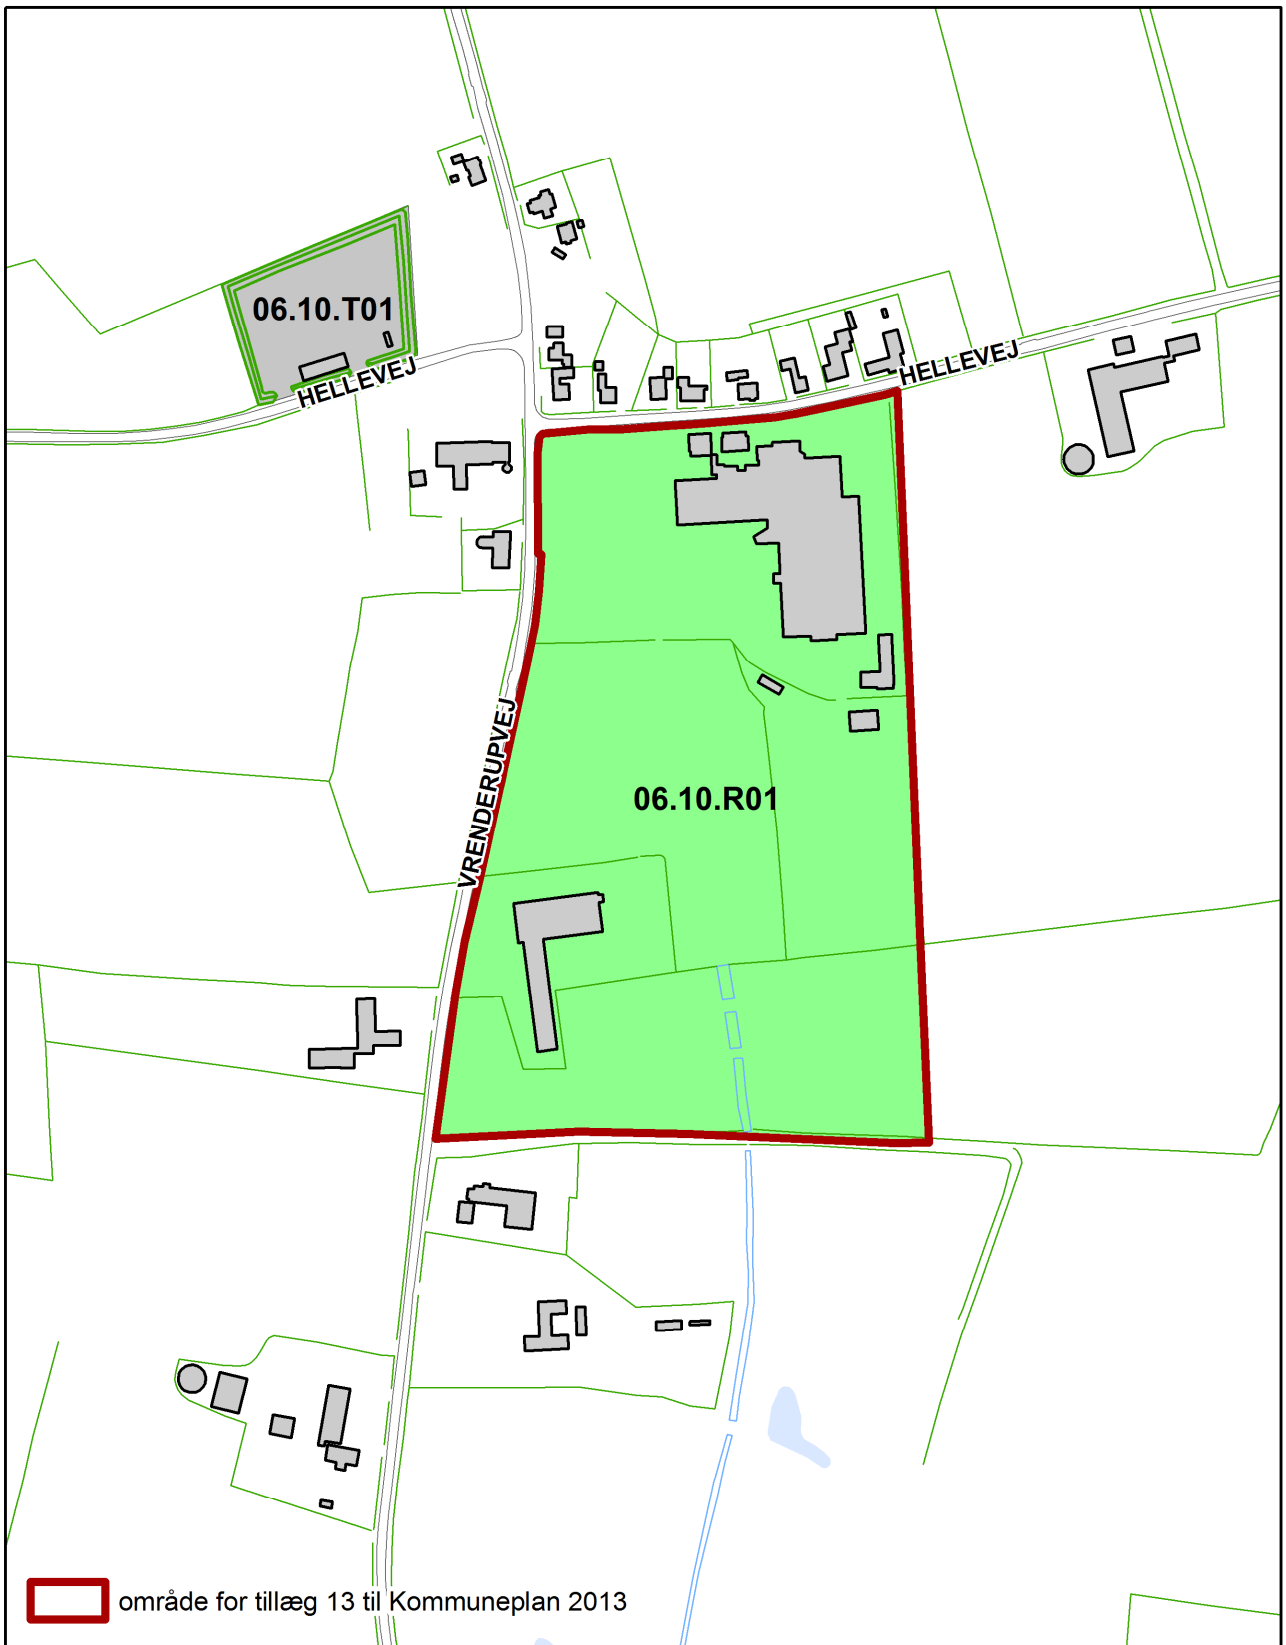 06.10.T01
HELLEVEJ
HELLEVEJ
VRENDERUPVEJ
06.10.R01
område for tillæg 13 til Kommuneplan 2013